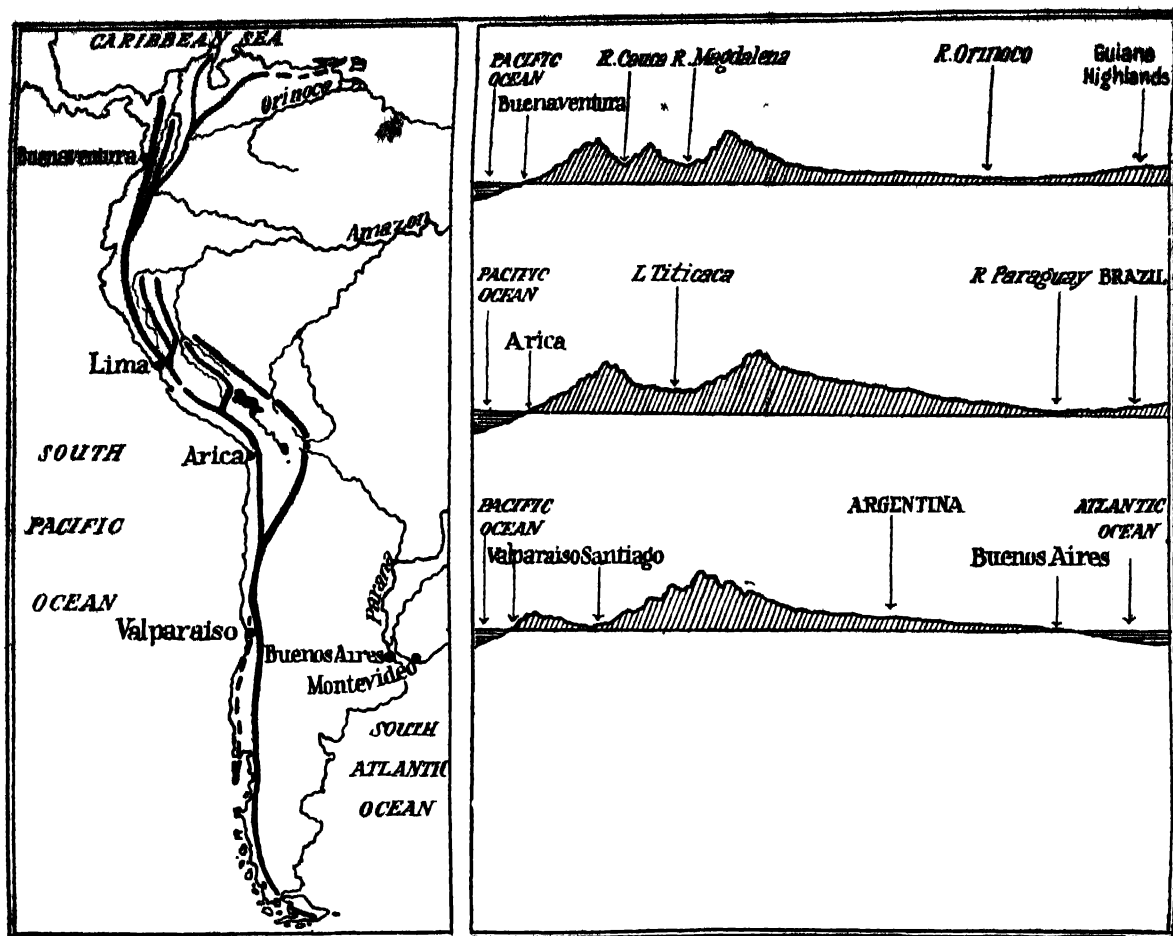 CARIBBEAN SEA
Orinoco
Buenaventura
Amazon
Lima
SOUTH
Arica
PACIFIC
Parana
OCEAN
Valparaiso
Buenos Aires
Montevideo
SOUTH
ATLANTIC
OCEAN
PACIFIC
OCEAN
R. Cauca R. Magdalena
R. Orinoco
Guiana
Highlands
Buenaventura
PACIFIC
OCEAN
L Titicaca
R Paraguay BRAZIL
Arica
PACIFIC
OCEAN
ARGENTINA
ATLANTIC
OCEAN
Valparaiso Santiago
Buenos Aires